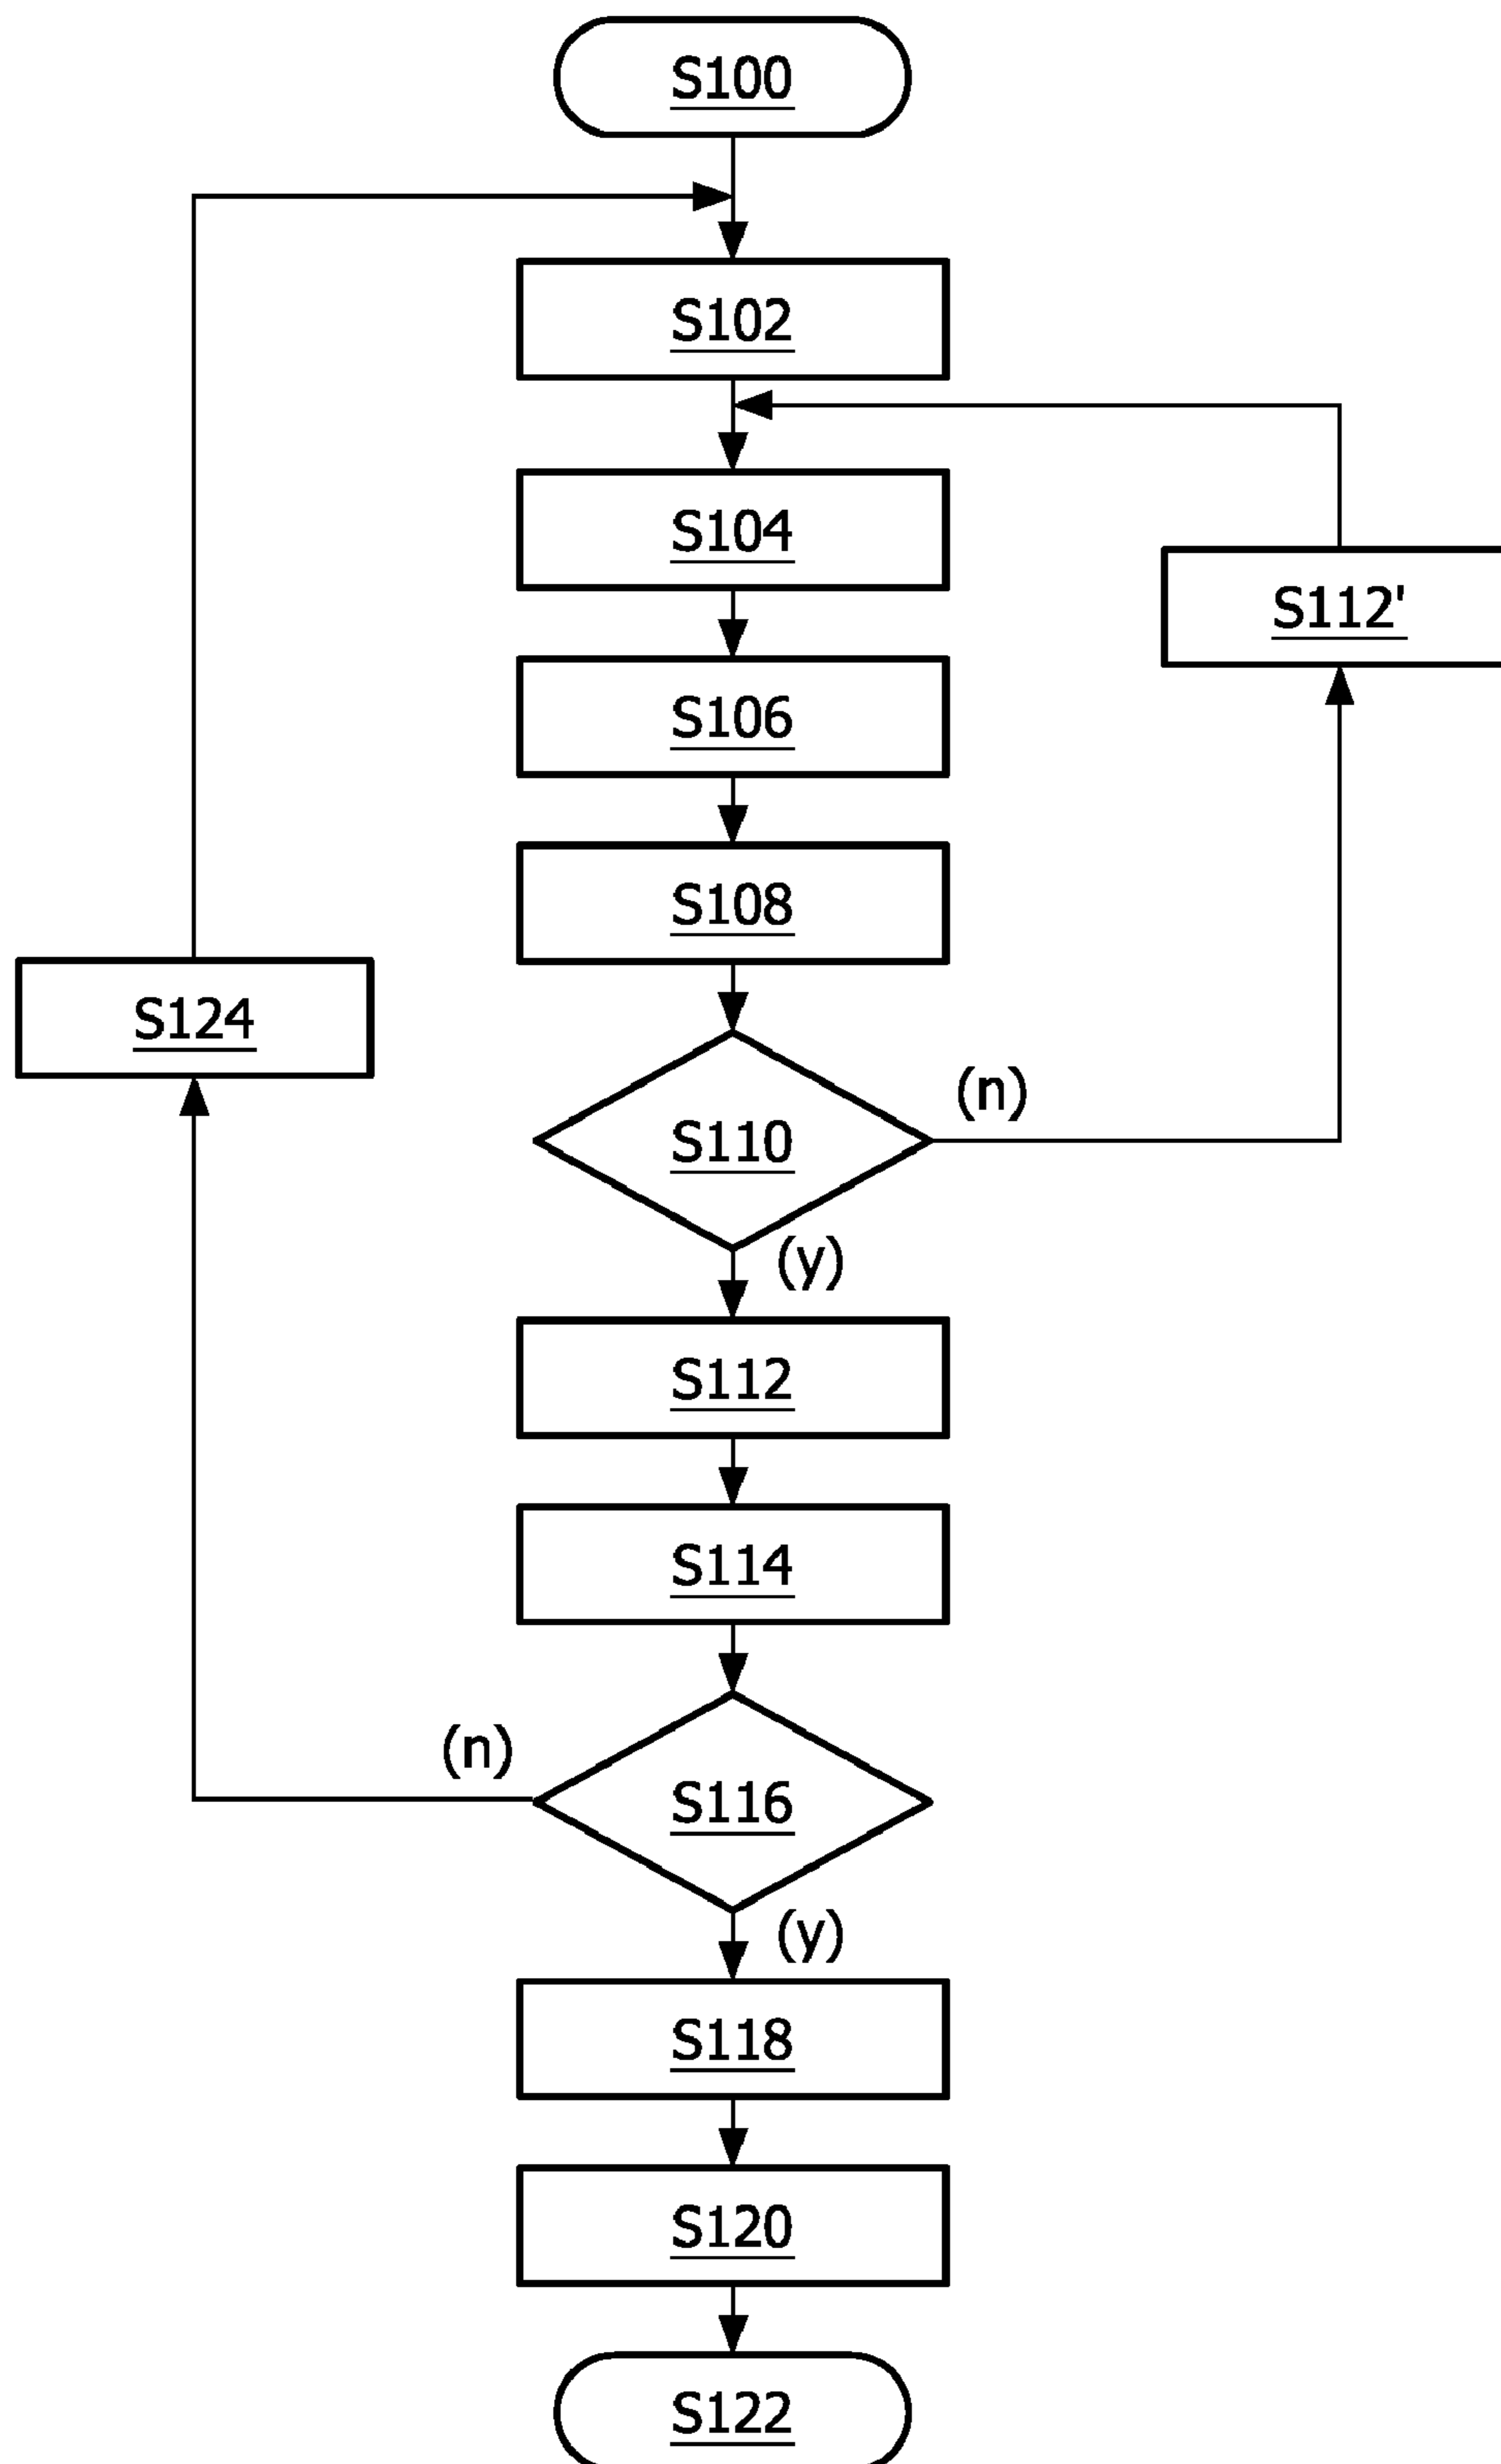 S100
S102
S104
S112'
S106
S108
S124
(n)
S110
(y)
S112
S114
(n)
S116
(y)
S118
S120
S122